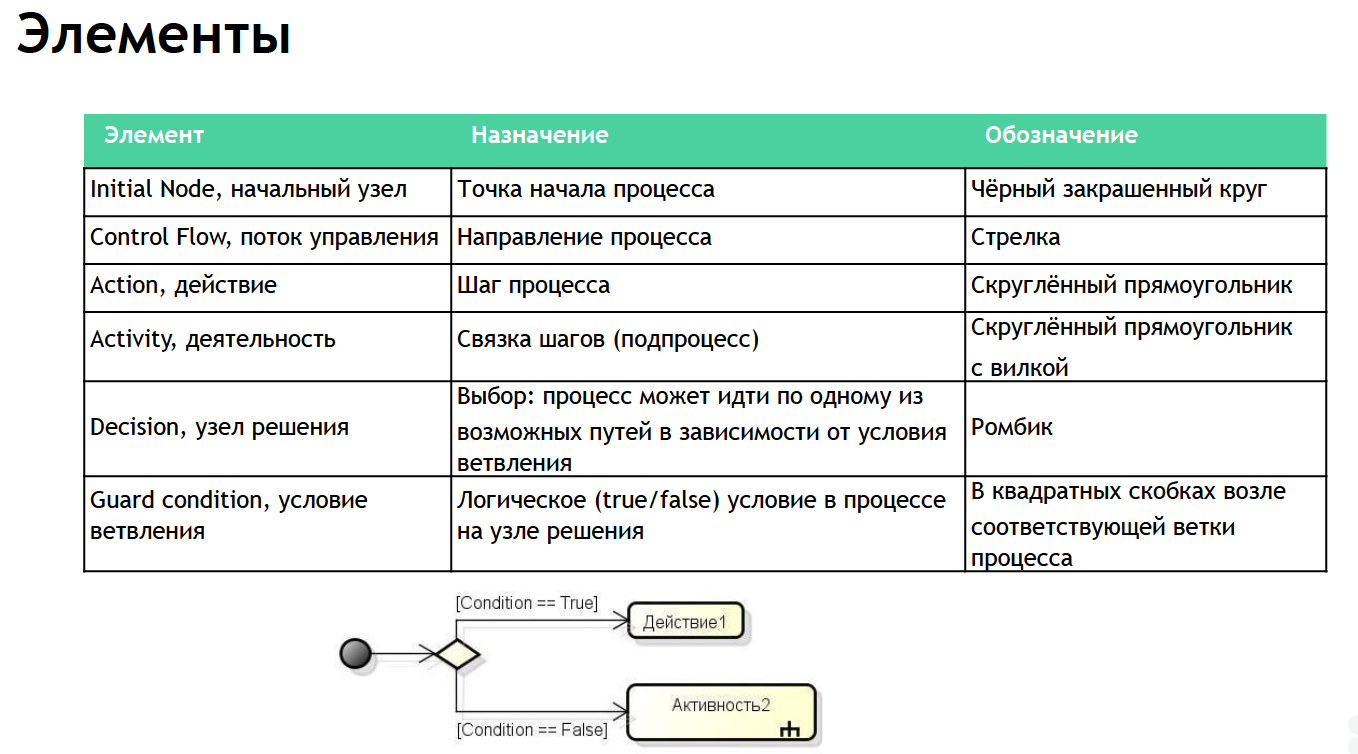 Элементы
Элемент Назначение Обозначение
Initial Node, начальный узел Точка начала процесса Чёрный закрашенный круг
Control Flow, поток управления Направление процесса Стрелка
Action, действие Шаг процесса Скруглённый прямоугольник
Activity, деятельность Связка шагов (подпроцесс) Скруглённый прямоугольник
с вилкой
Decision, узел решения Выбор: процесс может идти по одному из
возможных путей в зависимости от условия
ветвления Ромбик
Guard condition, условие
ветвления Логическое (true/false) условие в процессе
на узле решения В квадратных скобках возле
соответствующей ветки
процесса
[Condition == True]
Действие1
Активность2
[Condition == False]